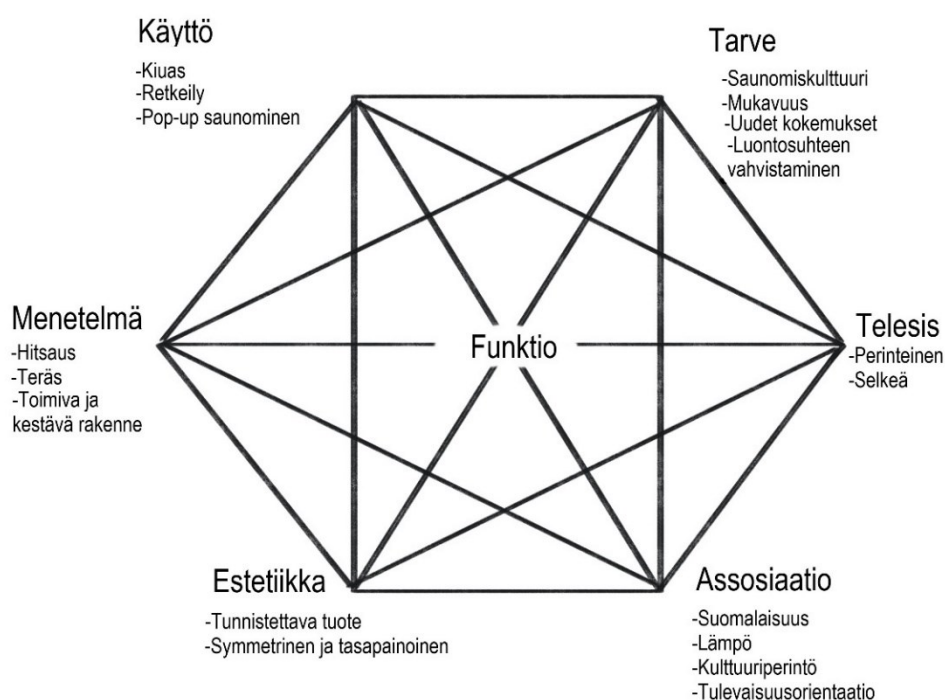 Käyttö
-Kiuas
-Retkeily
-Pop-up saunominen
Tarve
-Saunomiskulttuuri
-Mukavuus
-Uudet kokemukset
-Luontosuhteen
vahvistaminen
Menetelmä
-Hitsaus
-Teräs
-Toimiva ja
kestävä rakenne
Funktio
Telesis
-Perinteinen
-Selkeä
Estetiikka
-Tunnistettava tuote
-Symmetrinen ja tasapainoinen
Assosiaatio
-Suomalaisuus
-Lämpö
-Kulttuuriperintö
-Tulevaisuusorientaatio